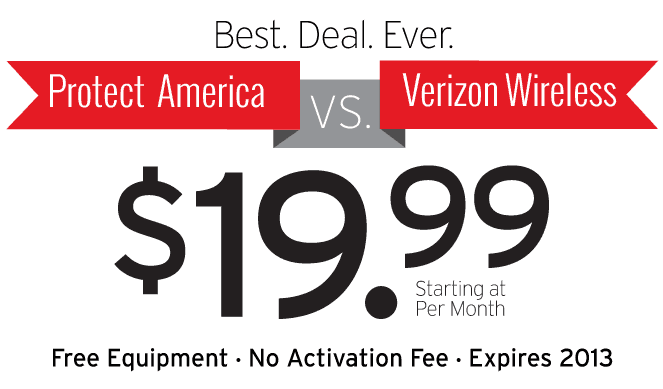 Best. Deal. Ever.
Protect America VS. Verizon Wireless
$19.99
Starting at
Per Month
Free Equipment · No Activation Fee · Expires 2013